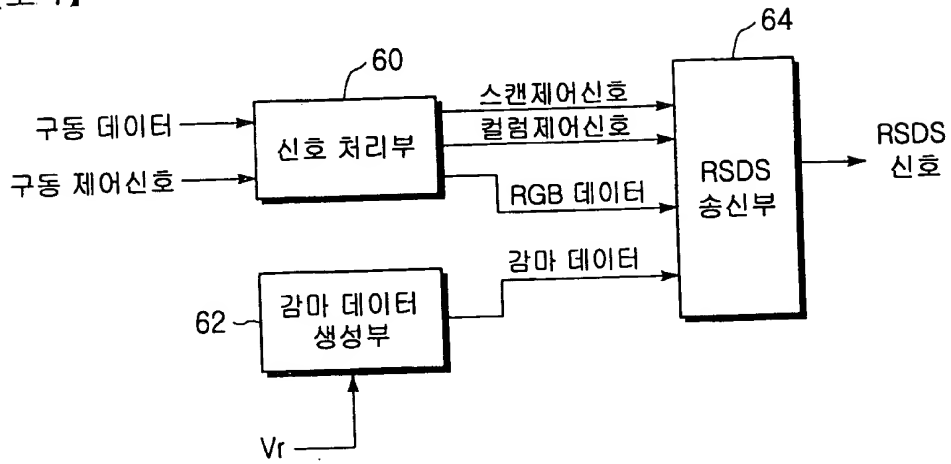 60
64
구동 데이터
구동 제어신호
신호 처리부
스캔제어신호
컬럼제어신호
RGB 데이터
감마 데이터
RSDS
송신부
RSDS
신호
62
감마 데이터
생성부
Vr